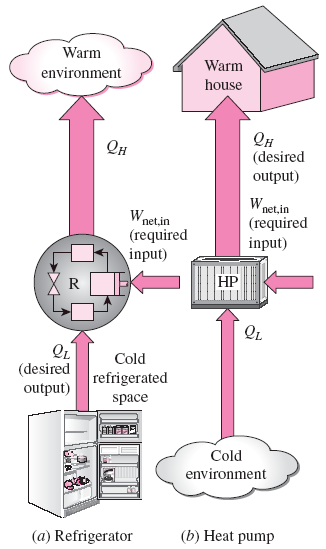 Warm
environment
Q_H
W_net,in
(required
input)
R
Q_L
(desired
output)
Cold
refrigerated
space
(a) Refrigerator
Warm
house
Q_H
(desired
output)
W_net,in
(required
input)
HP
Q_L
Cold
environment
(b) Heat pump